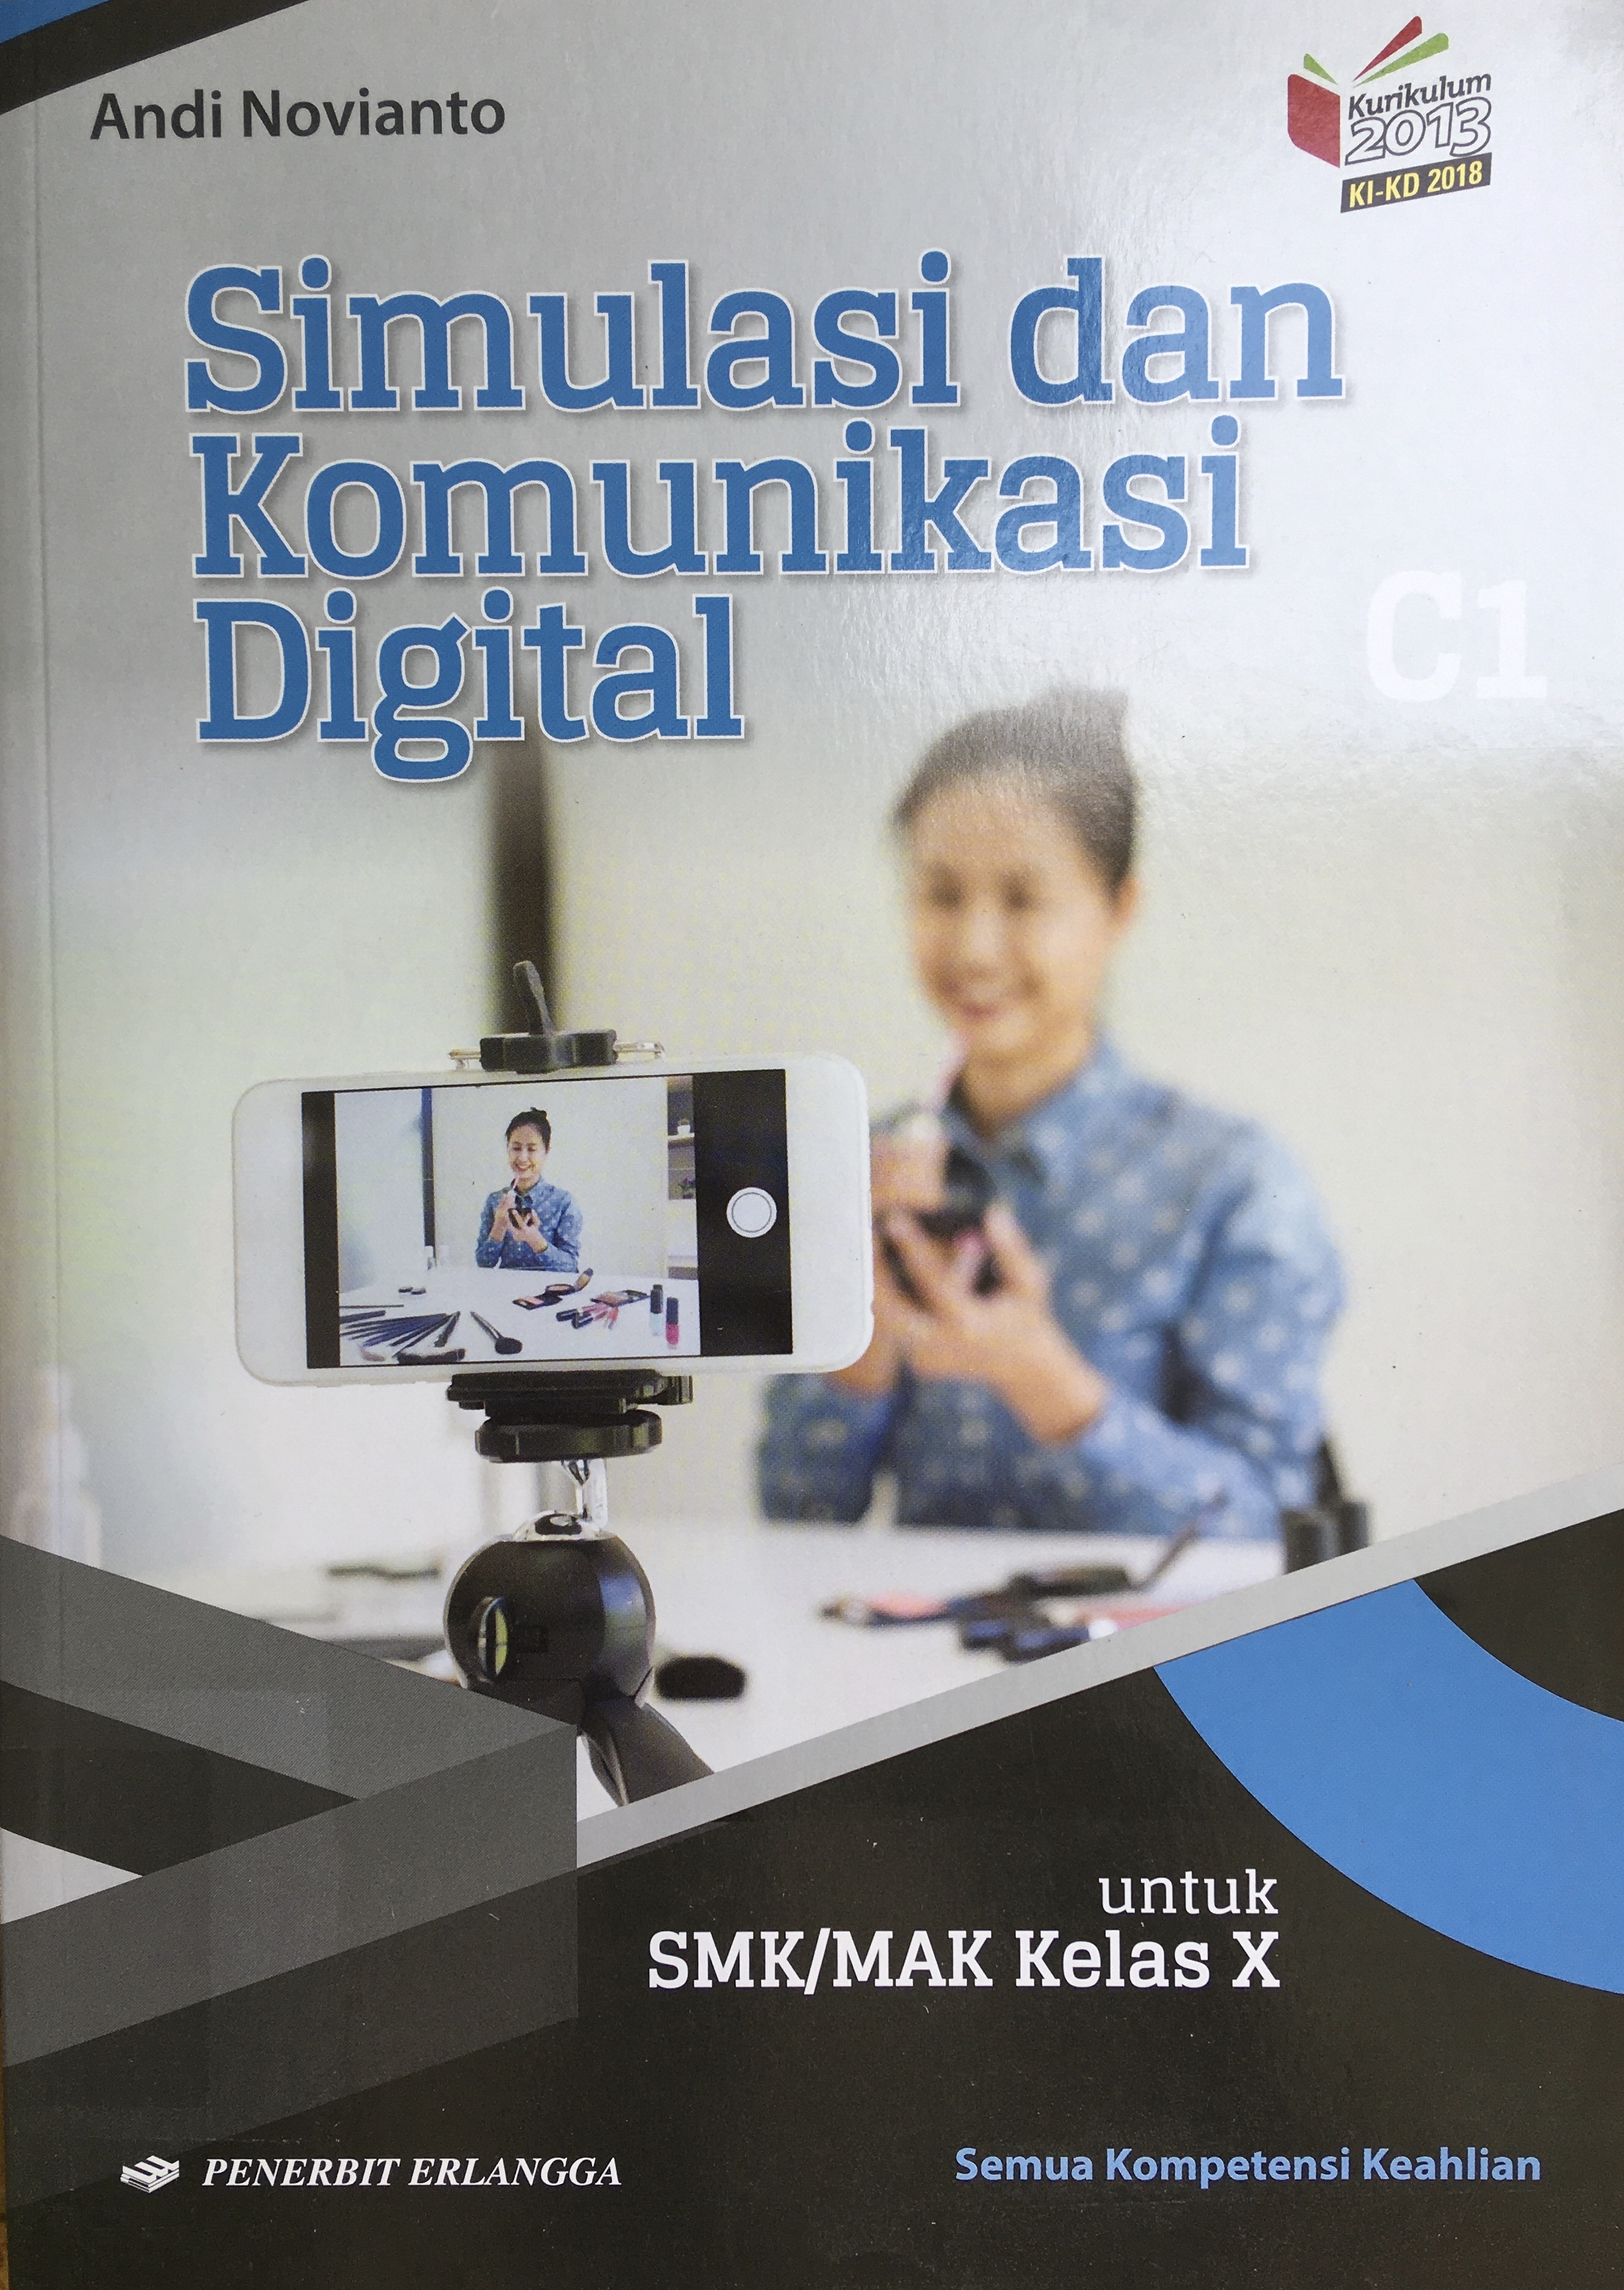 Andi Novianto
Kurikulum
2013
KI-KD 2018
Simulasi dan
Komunikasi
Digital
C1
untuk
SMK/MAK Kelas X
PENERBIT ERLANGGA
Semua Kompetensi Keahlian